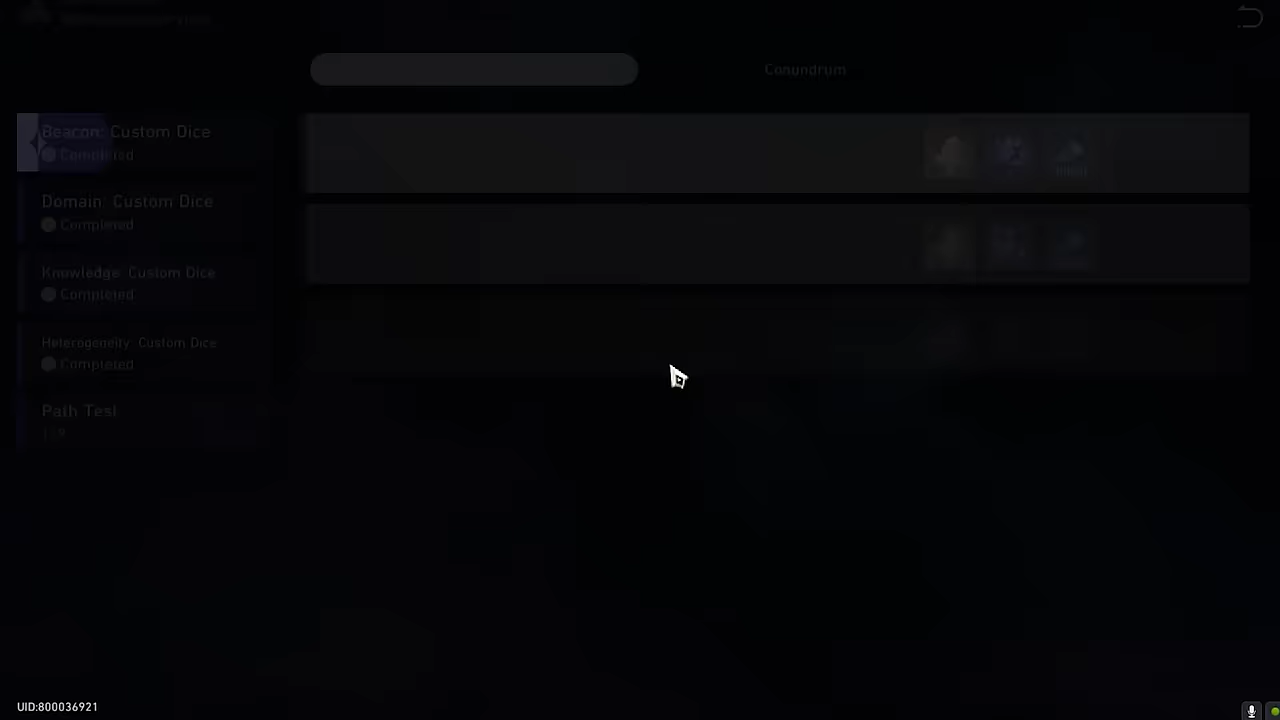 Conundrum
Beacon: Custom Dice
Completed
Domain: Custom Dice
Completed
Knowledge: Custom Dice
Completed
Heterogeneity: Custom Dice
Completed
Path Test
UID:800036921